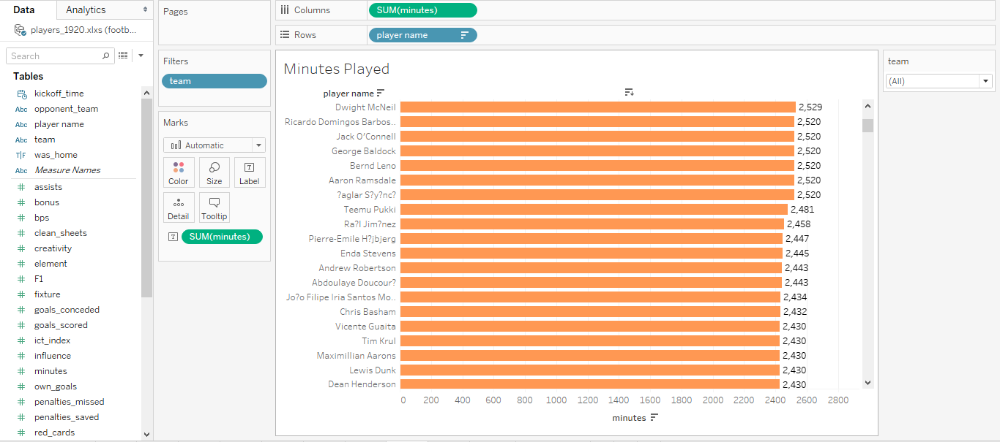 Data
Analytics
players_1920.xlxs (footb...
Search
Tables
kickoff_time
Abc opponent_team
Abc player name
Abc team
T|F was_home
Abc Measure Names
# assists
# bonus
# bps
# clean_sheets
# creativity
# element
# F1
# fixture
# goals_conceded
# goals_scored
# ict_index
# influence
# minutes
# own_goals
# penalties_missed
# penalties_saved
# red_cards
Pages
Filters
team
Marks
Automatic
Color
Size
T Label
Detail
Tooltip
T SUM(minutes)
Columns
SUM(minutes)
Rows
player name
Minutes Played
player name
Dwight McNeil 2,529
Ricardo Domingos Barbos.. 2,520
Jack O'Connell 2,520
George Baldock 2,520
Bernd Leno 2,520
Aaron Ramsdale 2,520
?aglar S?y?nc? 2,520
Teemu Pukki 2,481
Ra?l Jim?nez 2,458
Pierre-Emile H?jbjerg 2,447
Enda Stevens 2,445
Andrew Robertson 2,443
Abdoulaye Doucour? 2,443
Jo?o Filipe Iria Santos Mo.. 2,434
Chris Basham 2,432
Vicente Guaita 2,430
Tim Krul 2,430
Maximillian Aarons 2,430
Lewis Dunk 2,430
Dean Henderson 2,430
0 200 400 600 800 1000 1200 1400 1600 1800 2000 2200 2400 2600 2800
minutes
team
(All)